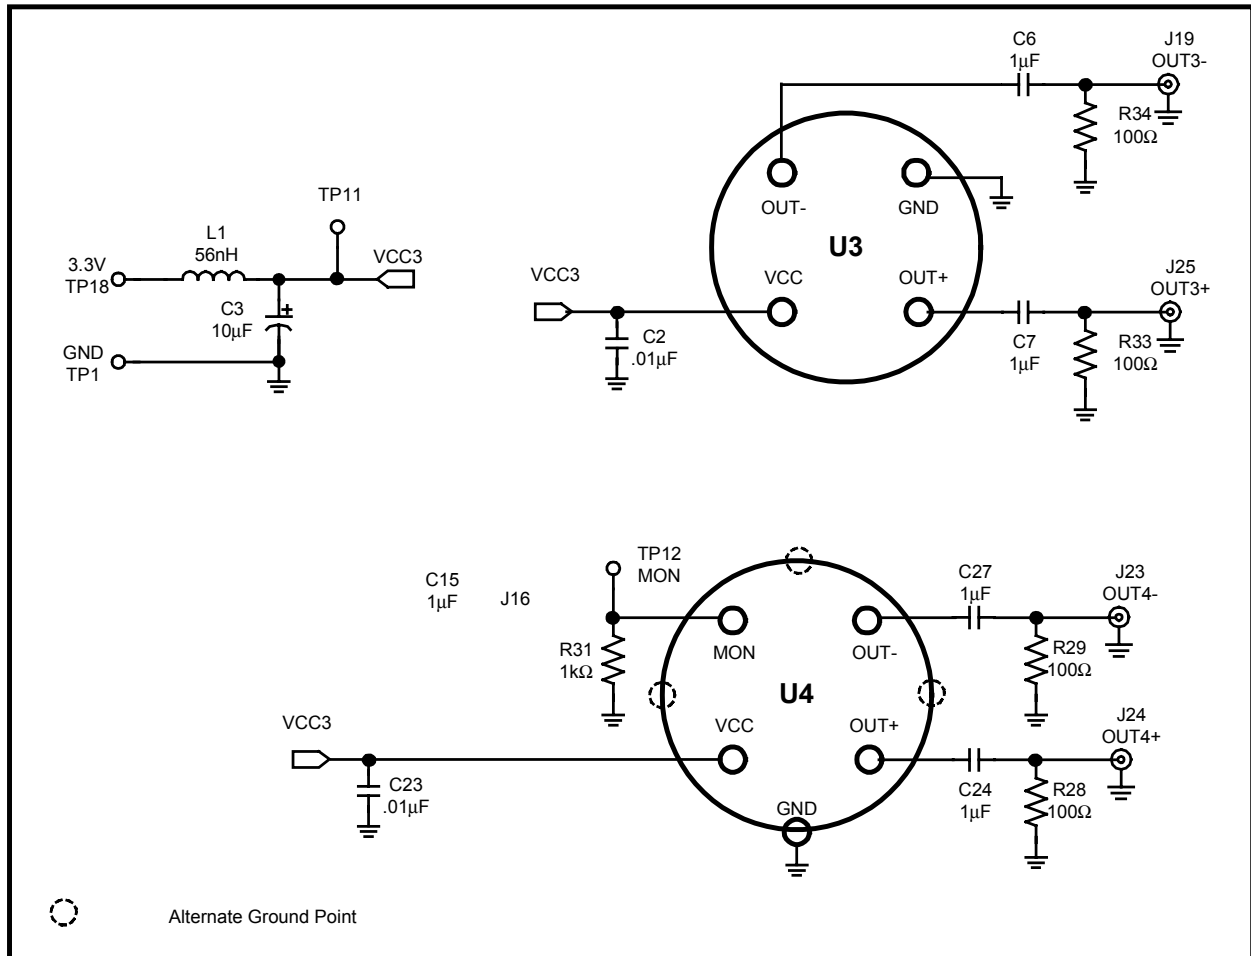 C6
1µF
J19
OUT3-
R34
100Ω
OUT-
GND
U3
TP11
L1
56nH
3.3V
TP18
VCC3
C3
+
10µF
GND
TP1
VCC3
VCC
OUT+
J25
OUT3+
C2
.01µF
C7
1µF
R33
100Ω
C15
1µF
J16
TP12
MON
C27
1µF
J23
OUT4-
R31
1kΩ
MON
OUT-
R29
100Ω
U4
VCC3
VCC
OUT+
J24
OUT4+
C23
.01µF
GND
C24
1µF
R28
100Ω
Alternate Ground Point